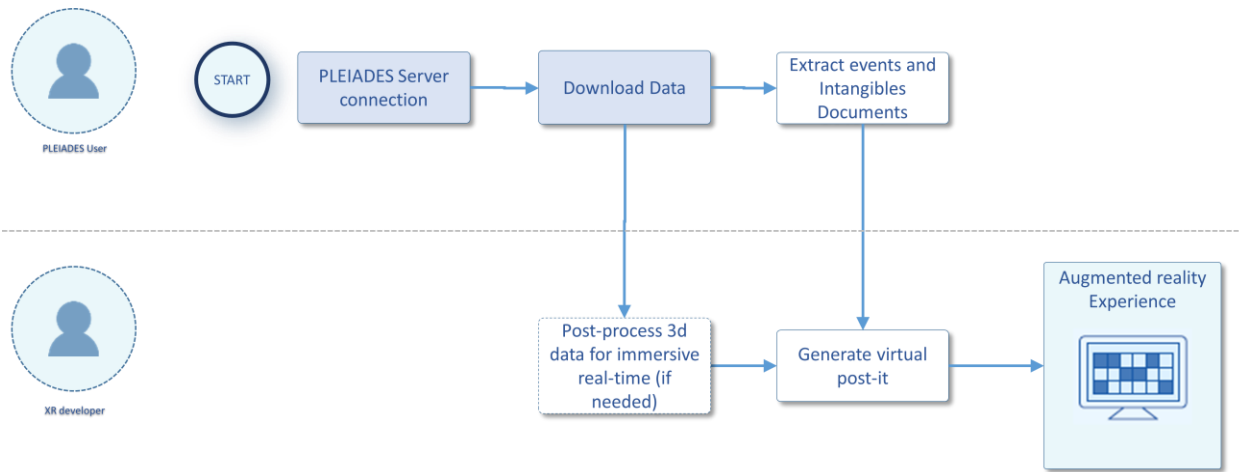 START
PLEIADES Server
connection
Download Data
Extract events and
Intangibles
Documents
PLEIADES User
Post-process 3d
data for immersive
real-time (if
needed)
Generate virtual
post-it
Augmented reality
Experience
XR developer